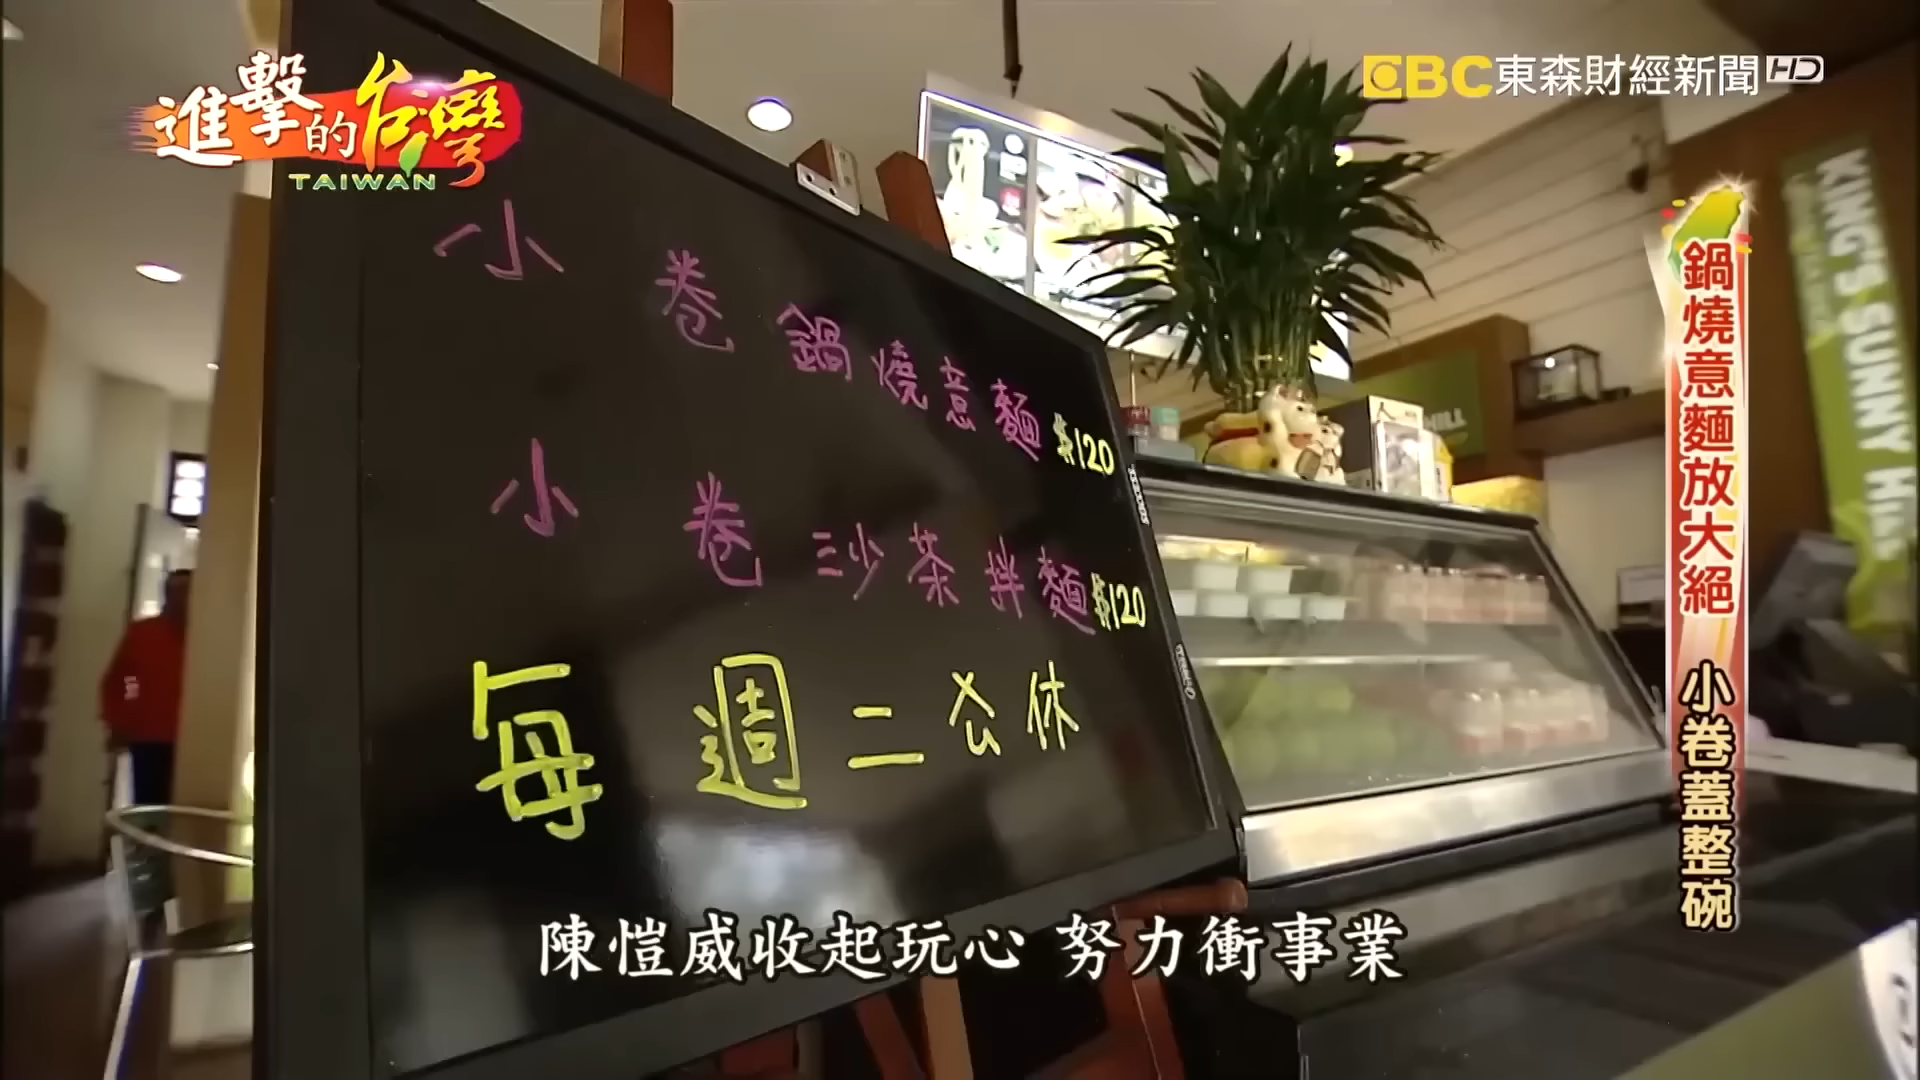 進擊的台灣
TAIWAN
EBC東森財經新聞HD
小卷鍋燒意麵$120
小卷沙茶拌麵$120
每週二公休
KING'S SUNNY HILL
HILL
鍋燒意麵放大絕 小卷蓋整碗
陳愷威收起玩心 努力衝事業